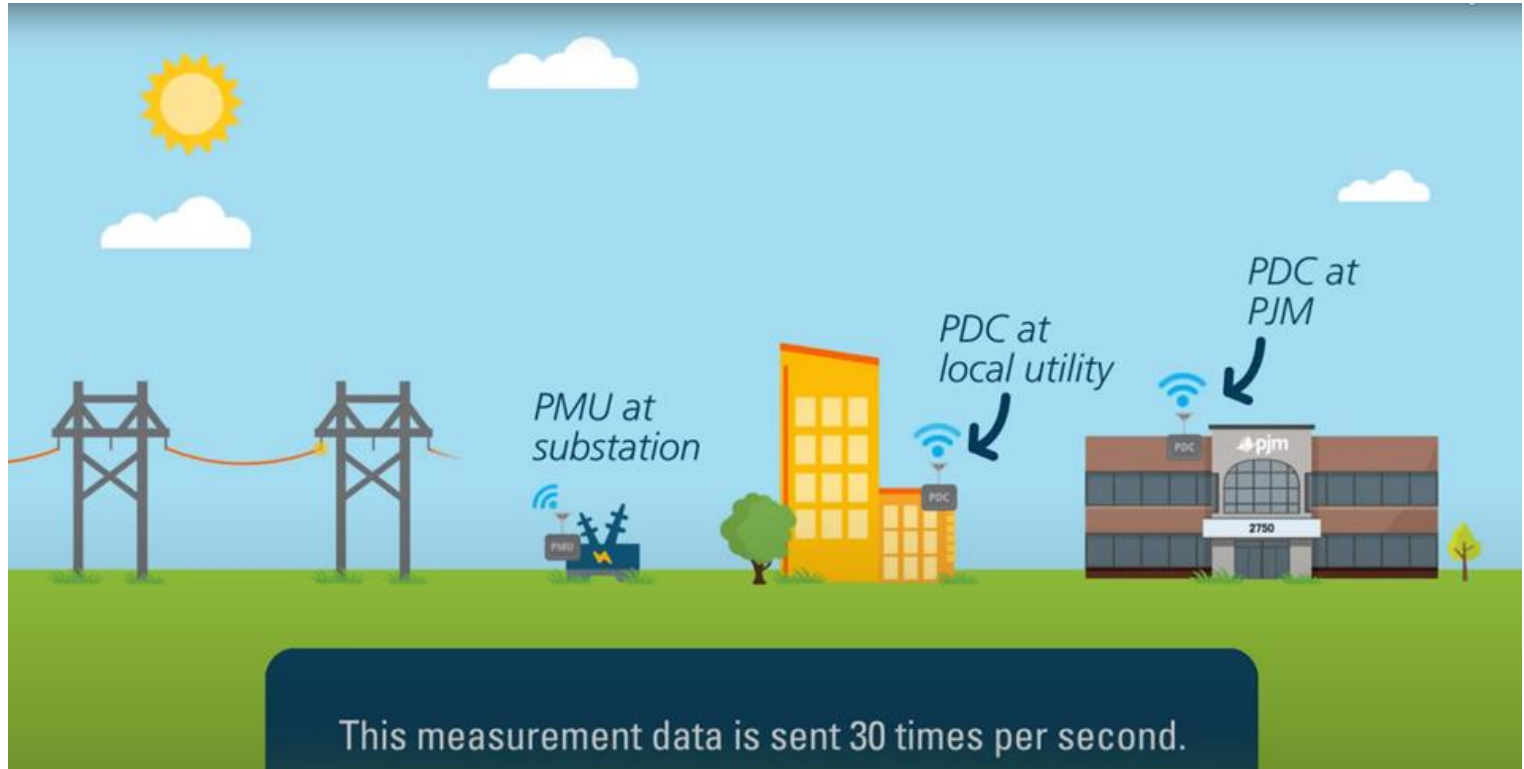 PMU at
substation
PMU
PDC at
local utility
PDC
PDC at
PJM
PDC
pjm
2750
This measurement data is sent 30 times per second.